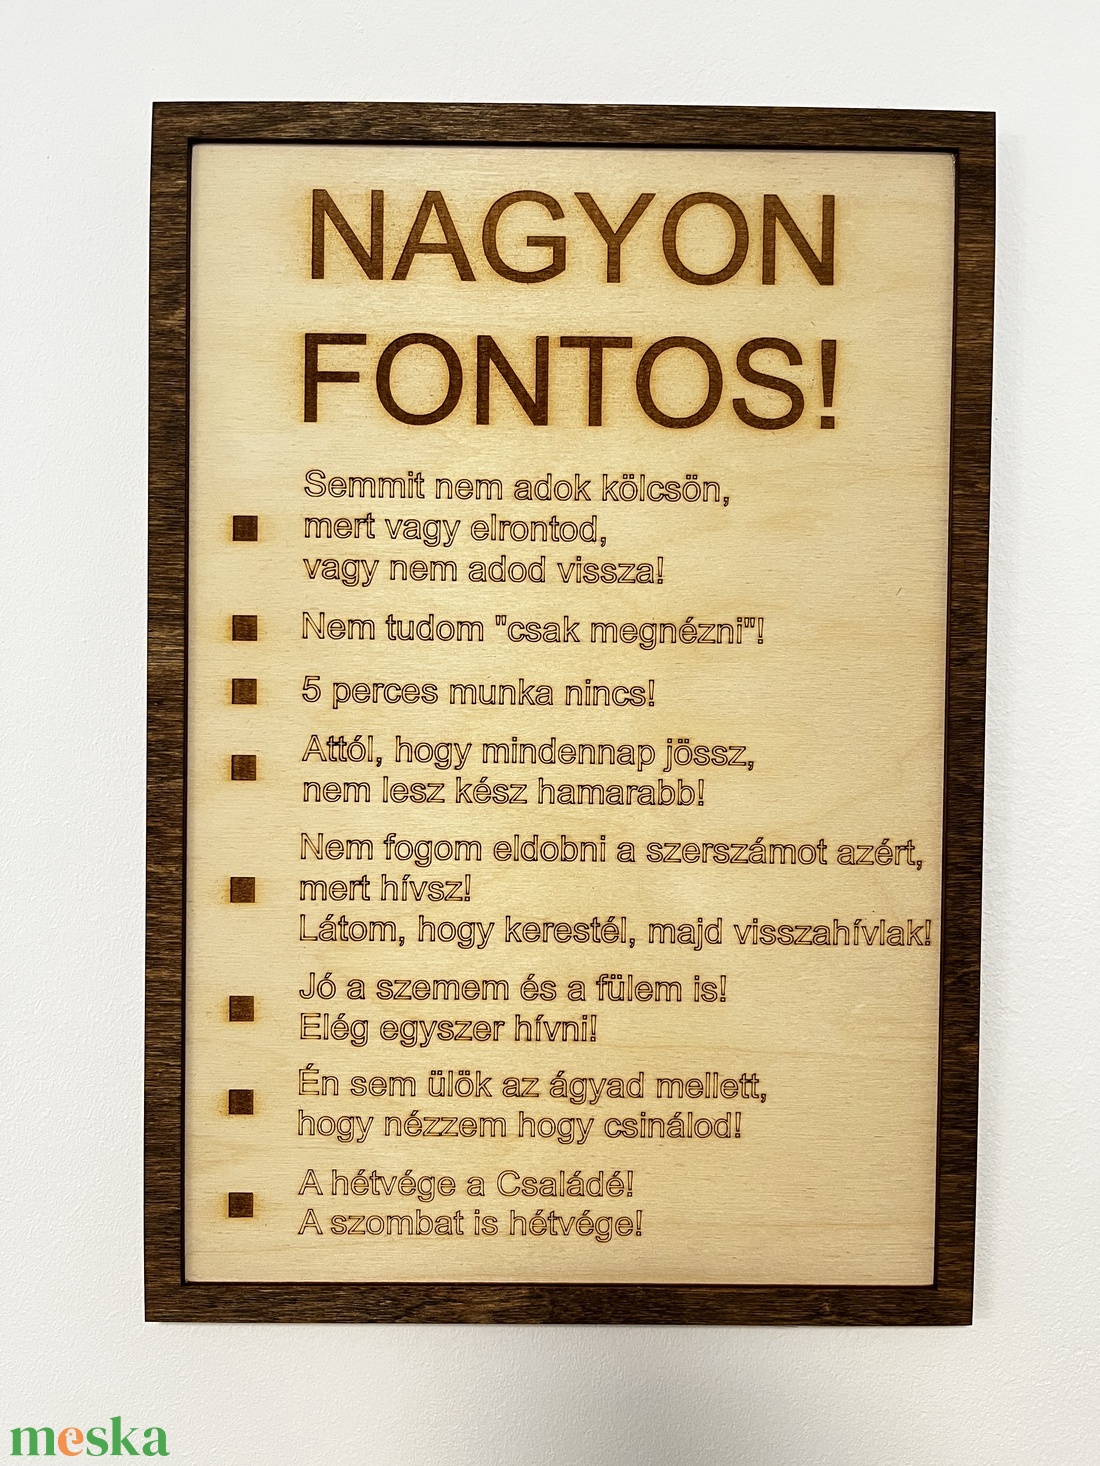 NAGYON
FONTOS!
Semmit nem adok kölcsön,
mert vagy elrontod,
vagy nem adod vissza!
Nem tudom "csak megnézni"!
5 perces munka nincs!
Attól, hogy mindennap jössz,
nem lesz kész hamarabb!
Nem fogom eldobni a szerszámot azért,
mert hívsz!
Látom, hogy kerestél, majd visszahívlak!
Jó a szemem és a fülem is!
Elég egyszer hívni!
Én sem ülök az ágyad mellett,
hogy nézzem hogy csinálod!
A hétvége a Családé!
A szombat is hétvége!
meska